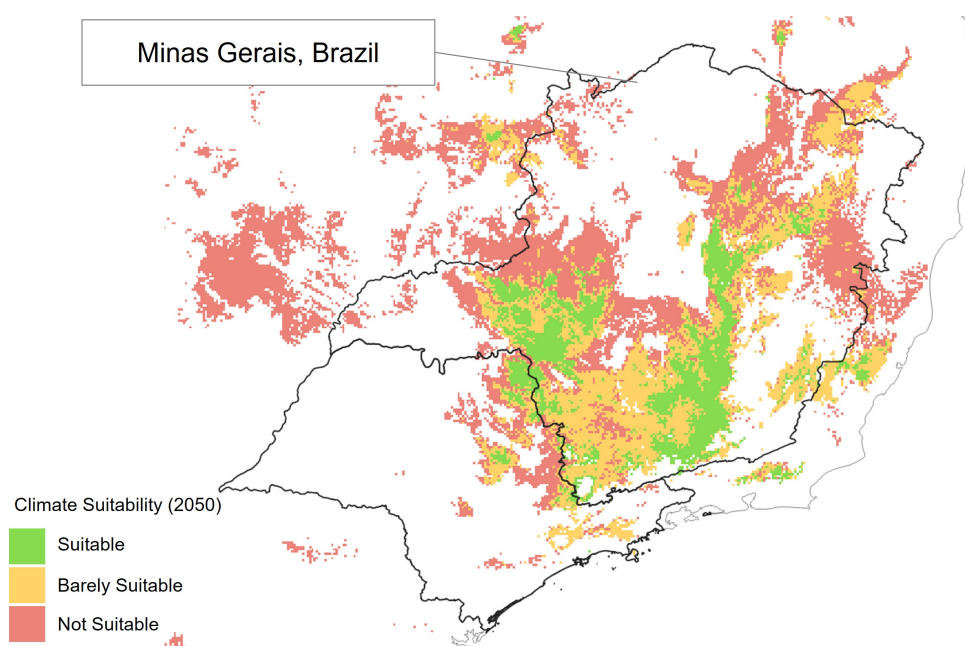 Minas Gerais, Brazil
Climate Suitability (2050)
Suitable
Barely Suitable
Not Suitable